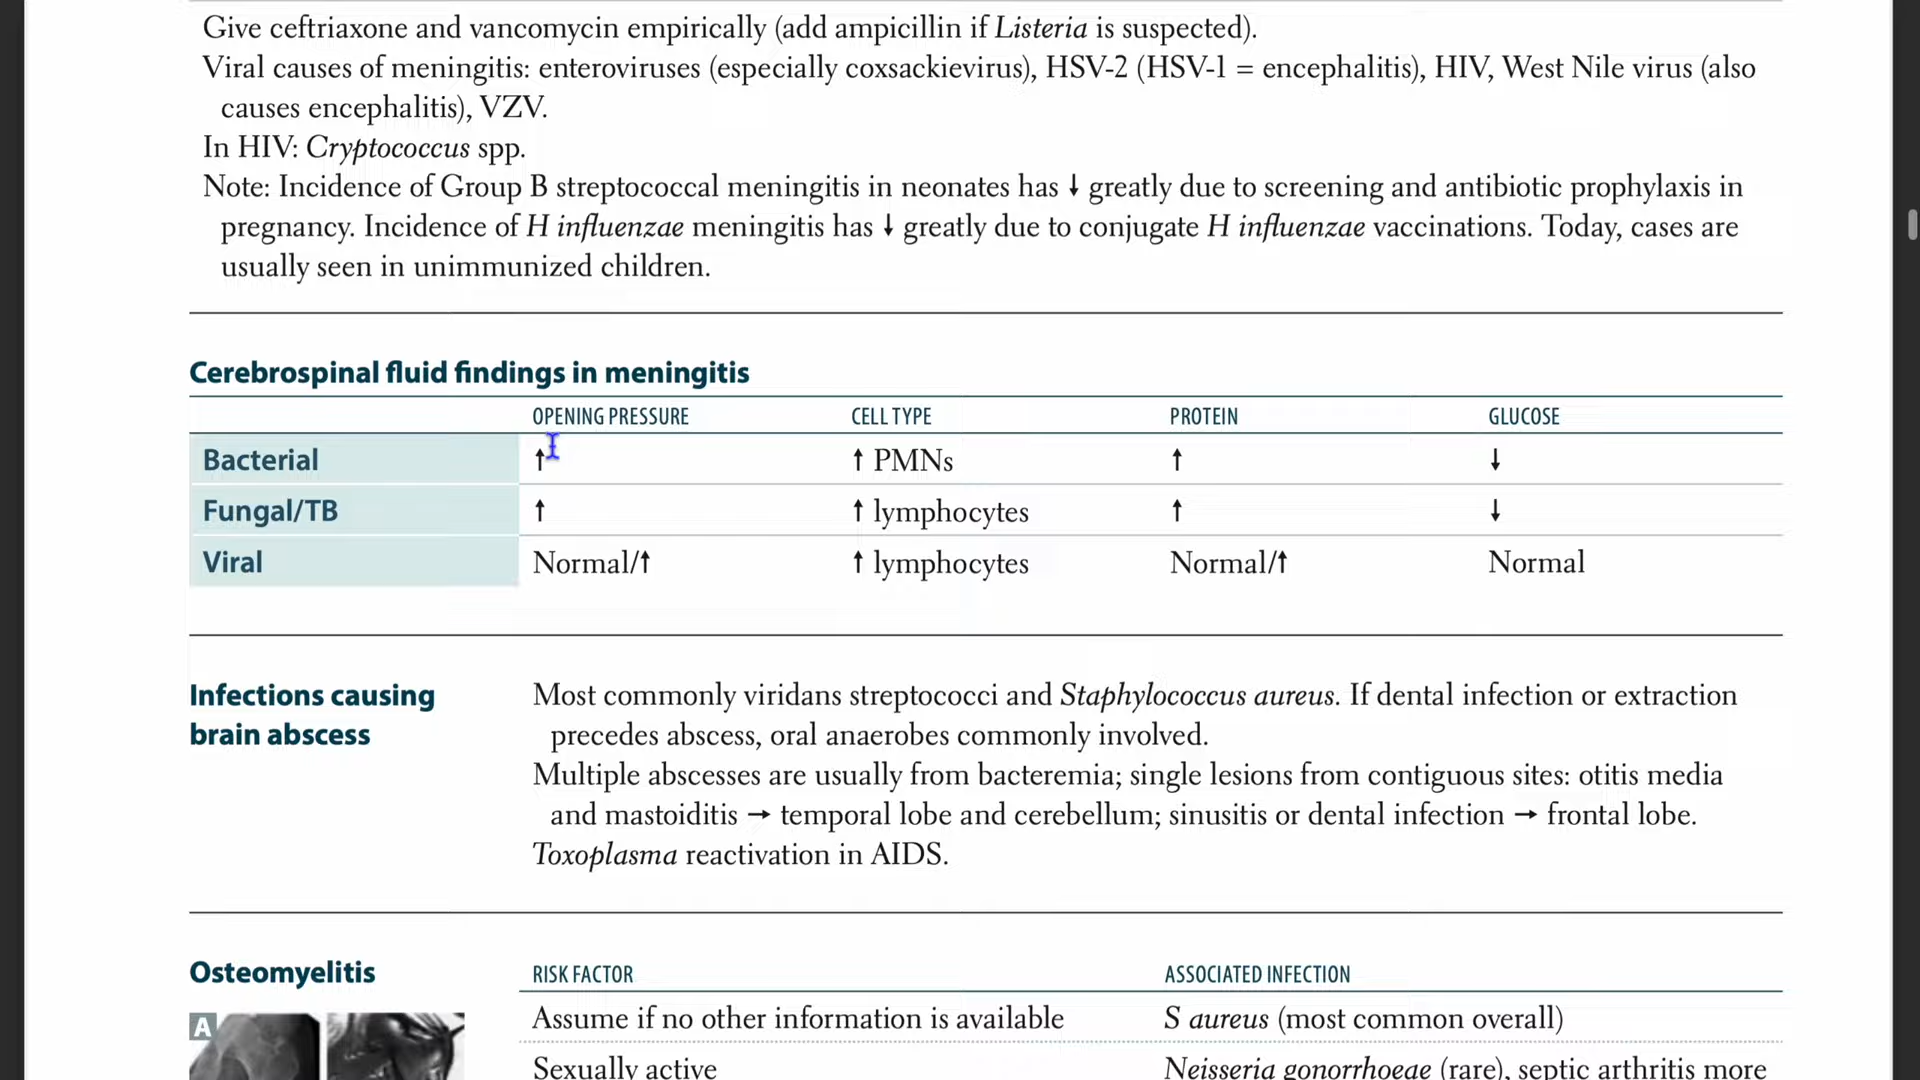 Give ceftriaxone and vancomycin empirically (add ampicillin if Listeria is suspected).
Viral causes of meningitis: enteroviruses (especially coxsackievirus), HSV-2 (HSV-1 = encephalitis), HIV, West Nile virus (also
causes encephalitis), VZV.
In HIV: Cryptococcus spp.
Note: Incidence of Group B streptococcal meningitis in neonates has ↓ greatly due to screening and antibiotic prophylaxis in
pregnancy. Incidence of H influenzae meningitis has ↓ greatly due to conjugate H influenzae vaccinations. Today, cases are
usually seen in unimmunized children.
Cerebrospinal fluid findings in meningitis
OPENING PRESSURE CELL TYPE PROTEIN GLUCOSE
Bacterial ↑ ↑ PMNs ↑ ↓
Fungal/TB ↑ ↑ lymphocytes ↑ ↓
Viral Normal/↑ ↑ lymphocytes Normal/↑ Normal
Infections causing
brain abscess
Most commonly viridans streptococci and Staphylococcus aureus. If dental infection or extraction
precedes abscess, oral anaerobes commonly involved.
Multiple abscesses are usually from bacteremia; single lesions from contiguous sites: otitis media
and mastoiditis → temporal lobe and cerebellum; sinusitis or dental infection → frontal lobe.
Toxoplasma reactivation in AIDS.
Osteomyelitis RISK FACTOR ASSOCIATED INFECTION
A
Assume if no other information is available S aureus (most common overall)
Sexually active Neisseria gonorrhoeae (rare), septic arthritis more